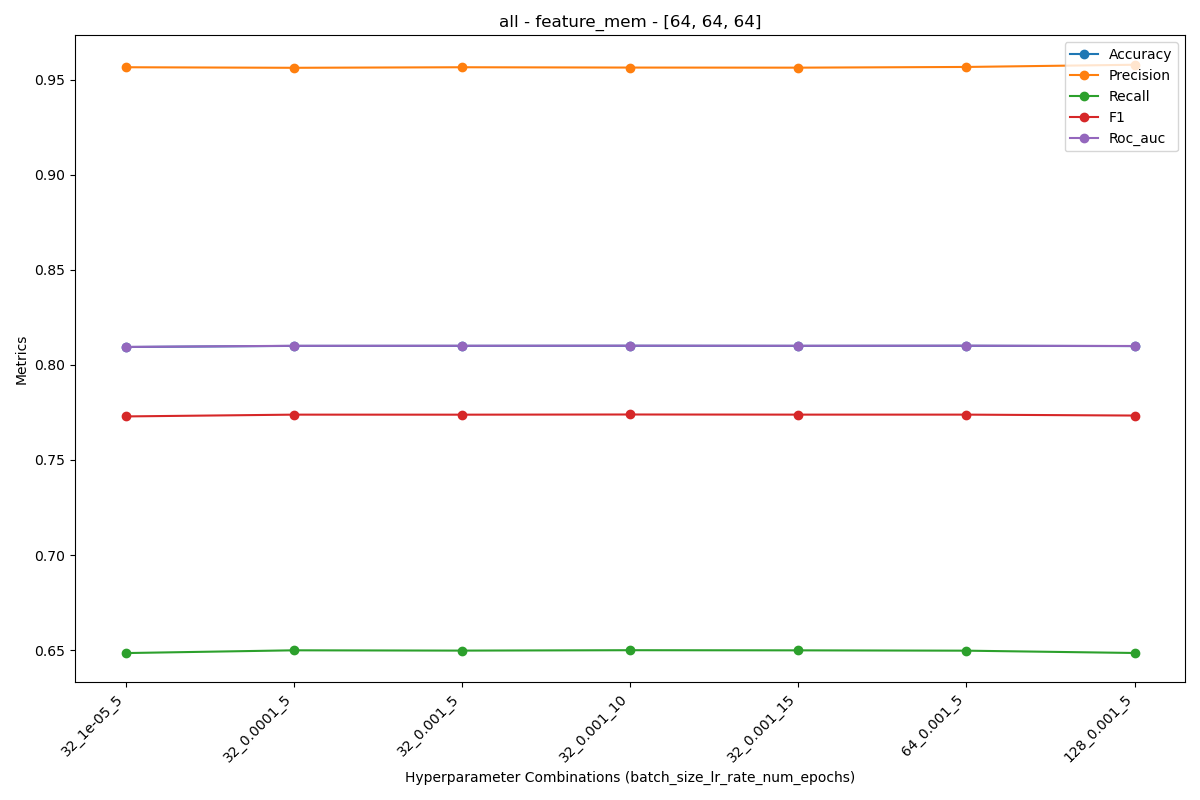 all - feature_mem - [64, 64, 64]
Accuracy
Precision
Recall
F1
Roc_auc
Metrics
0.95
0.90
0.85
0.80
0.75
0.70
0.65
32_1e-05_5
32_0.0001_5
32_0.001_5
32_0.001_10
32_0.001_15
64_0.001_5
128_0.001_5
Hyperparameter Combinations (batch_size_lr_rate_num_epochs)